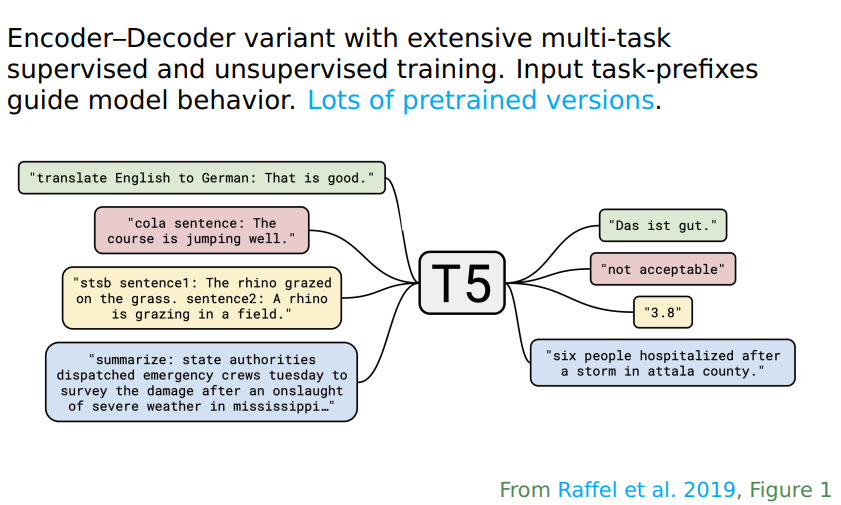 Encoder–Decoder variant with extensive multi-task
supervised and unsupervised training. Input task-prefixes
guide model behavior. Lots of pretrained versions.
"translate English to German: That is good."
"cola sentence: The
course is jumping well."
"stsb sentence1: The rhino grazed
on the grass. sentence2: A rhino
is grazing in a field."
"summarize: state authorities
dispatched emergency crews tuesday to
survey the damage after an onslaught
of severe weather in mississippi…"
T5
"Das ist gut."
"not acceptable"
"3.8"
"six people hospitalized after
a storm in attala county."
From Raffel et al. 2019, Figure 1